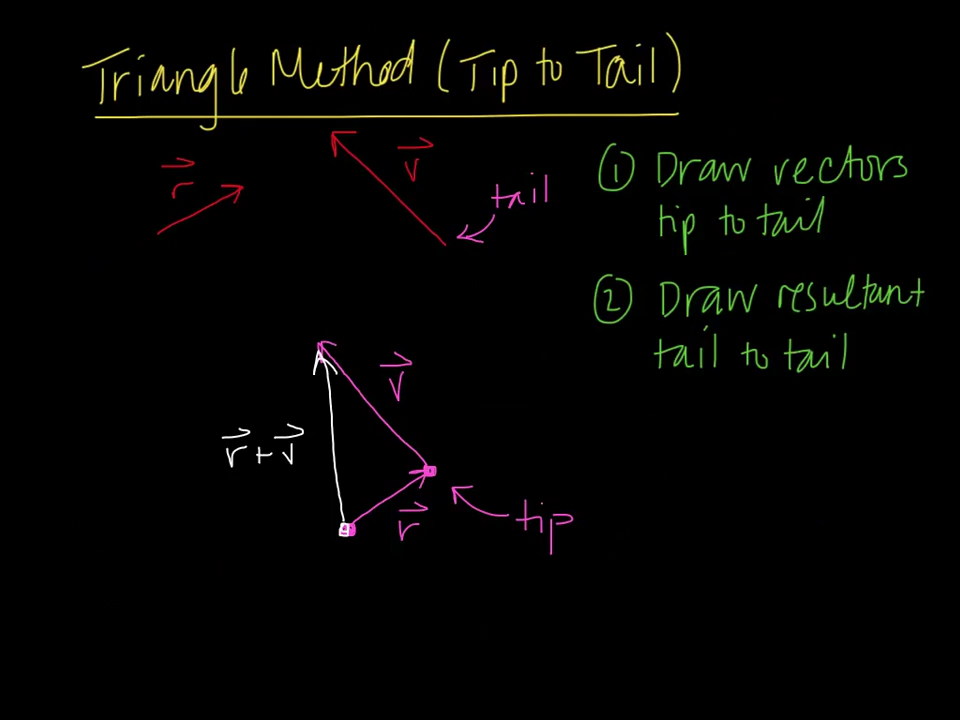 Triangle Method (Tip to Tail)
r⃗
v⃗
tail
① Draw vectors
tip to tail
② Draw resultant
tail to tail
v⃗
r⃗ + v⃗
r⃗
tip